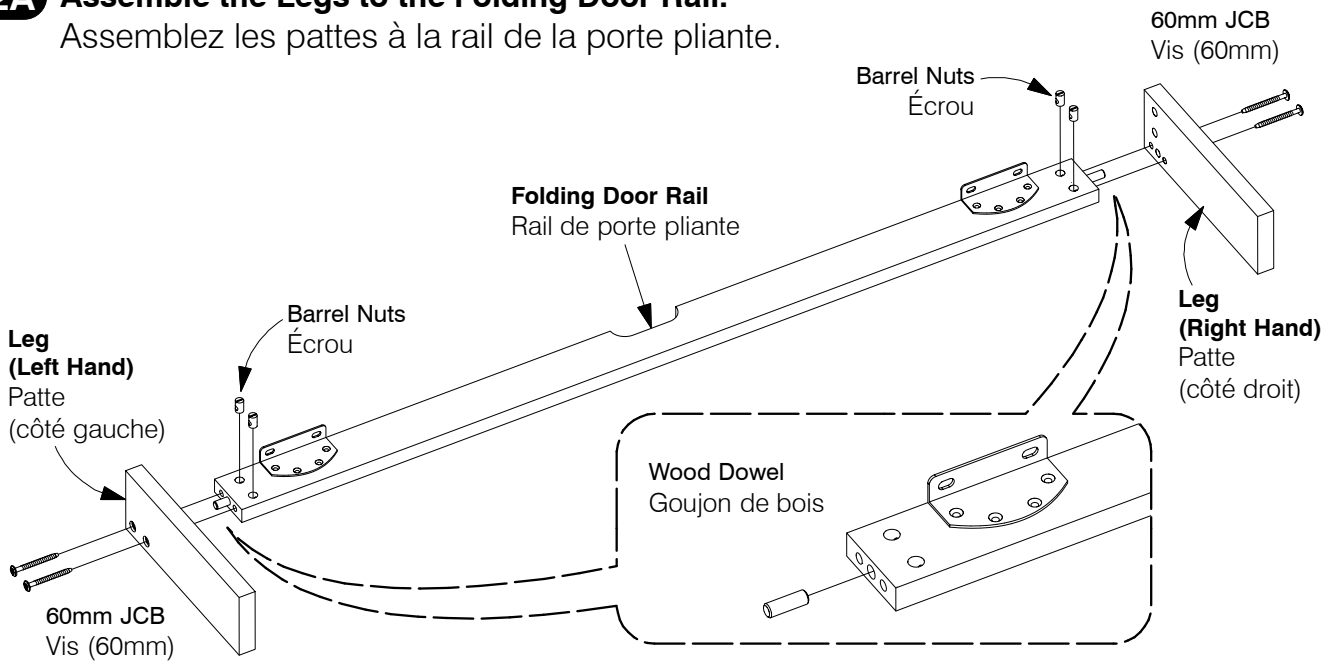 2A Assemble the Legs to the Folding Door Rail.
Assemblez les pattes à la rail de la porte pliante.
60mm JCB
Vis (60mm)
Barrel Nuts
Écrou
Folding Door Rail
Rail de porte pliante
Barrel Nuts
Écrou
Leg
(Left Hand)
Patte
(côté gauche)
Leg
(Right Hand)
Patte
(côté droit)
Wood Dowel
Goujon de bois
60mm JCB
Vis (60mm)